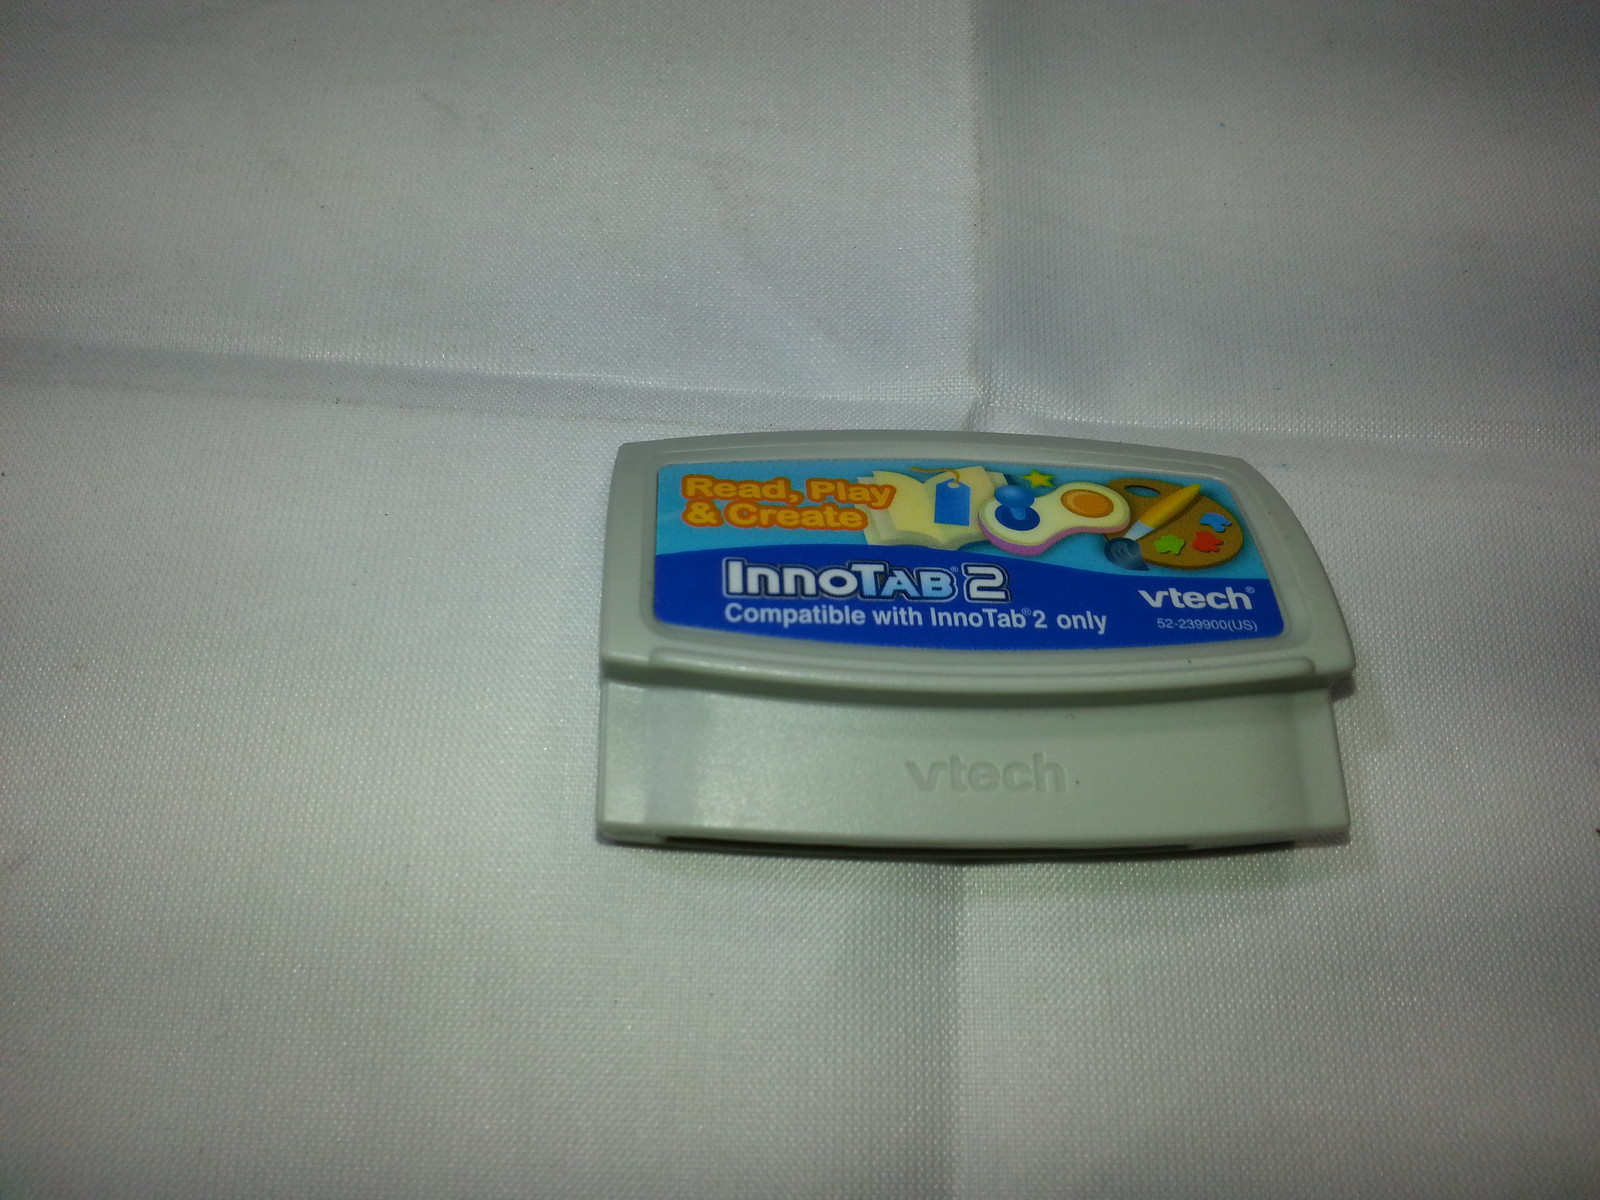 Read, Play
& Create
InnoTAB® 2
Compatible with InnoTab® 2 only
vtech®
52-239900(US)
vtech